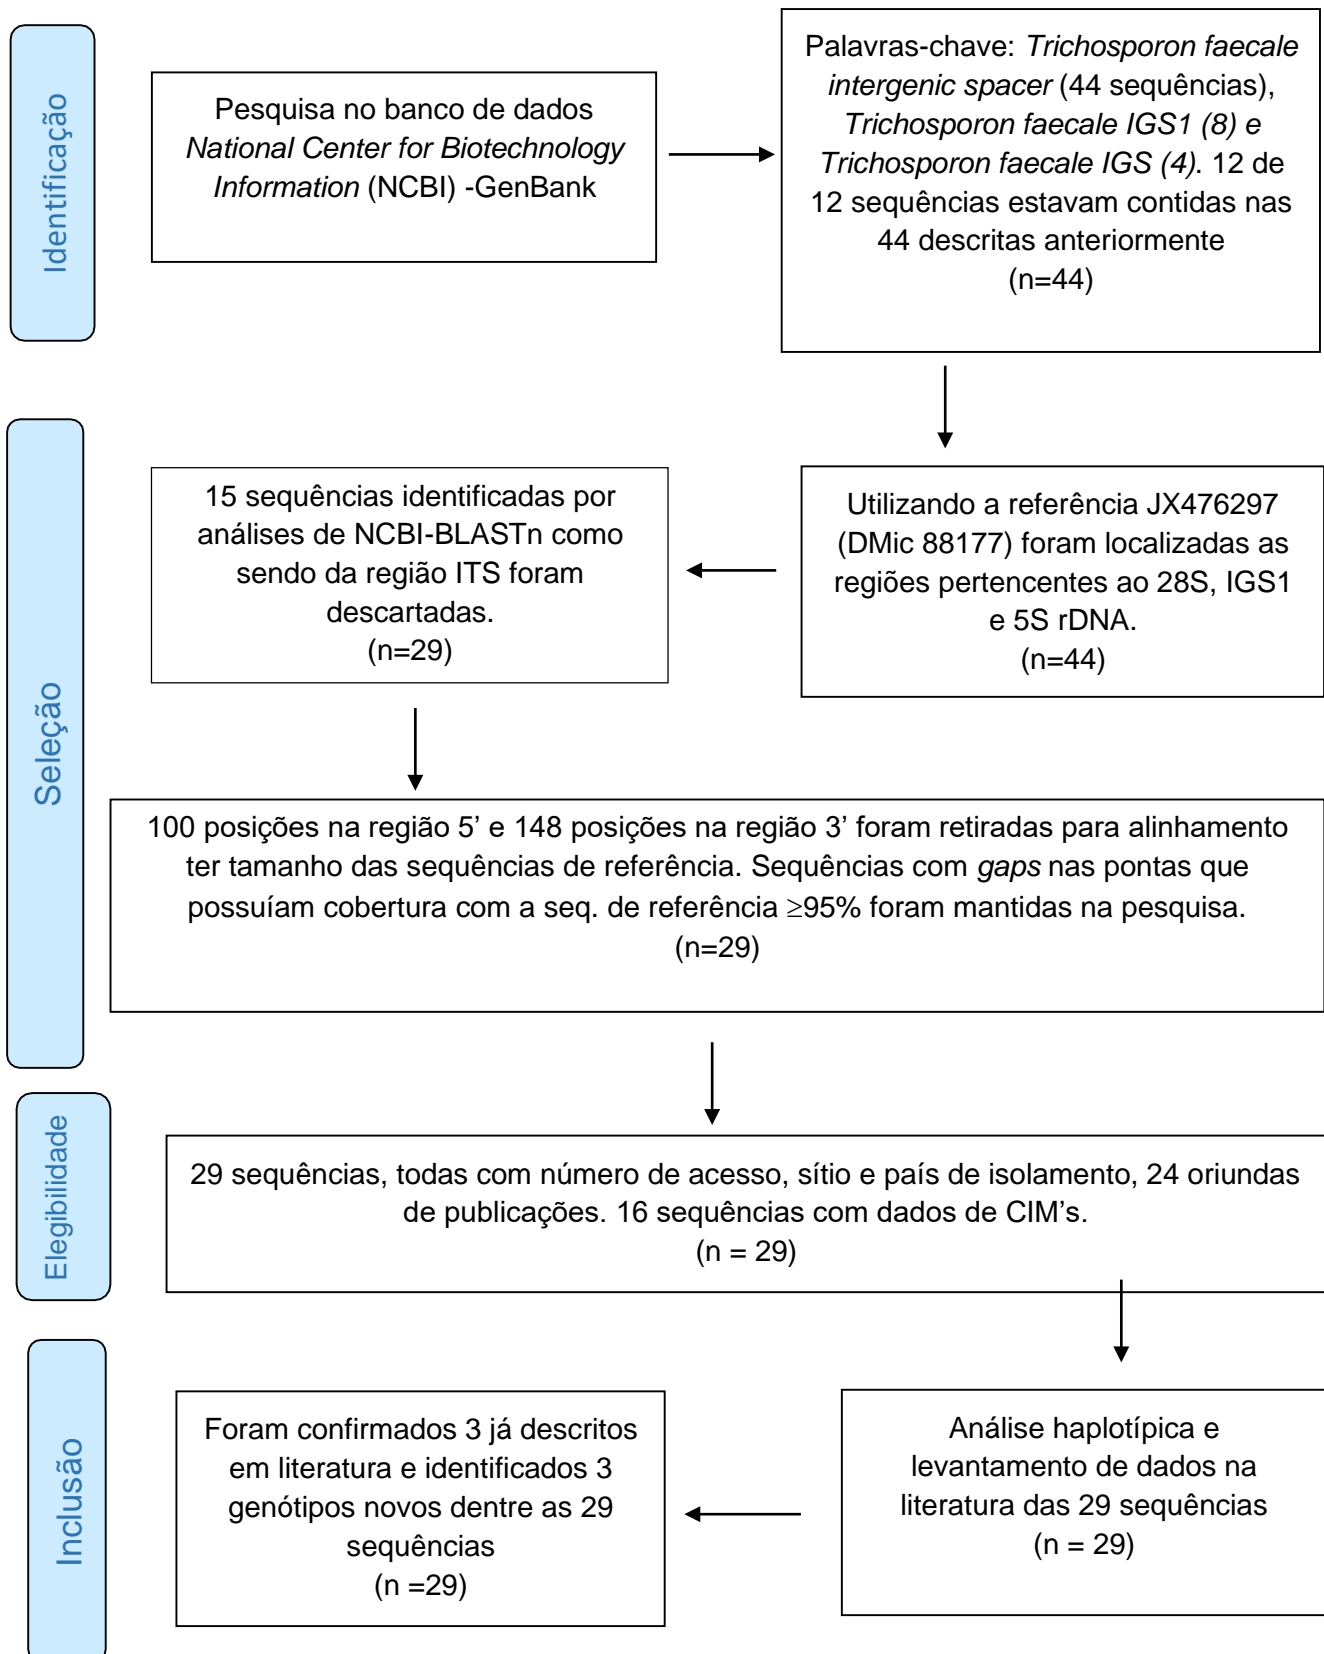 Identificação
Pesquisa no banco de dados
National Center for Biotechnology
Information (NCBI) -GenBank
Palavras-chave: Trichosporon faecale
intergenic spacer (44 sequências),
Trichosporon faecale IGS1 (8) e
Trichosporon faecale IGS (4). 12 de
12 sequências estavam contidas nas
44 descritas anteriormente
(n=44)
Seleção
Utilizando a referência JX476297
(DMic 88177) foram localizadas as
regiões pertencentes ao 28S, IGS1
e 5S rDNA.
(n=44)
15 sequências identificadas por
análises de NCBI-BLASTn como
sendo da região ITS foram
descartadas.
(n=29)
100 posições na região 5’ e 148 posições na região 3’ foram retiradas para alinhamento
ter tamanho das sequências de referência. Sequências com gaps nas pontas que
possuíam cobertura com a seq. de referência ≥95% foram mantidas na pesquisa.
(n=29)
Elegibilidade
29 sequências, todas com número de acesso, sítio e país de isolamento, 24 oriundas
de publicações. 16 sequências com dados de CIM’s.
(n = 29)
Inclusão
Análise haplotípica e
levantamento de dados na
literatura das 29 sequências
(n = 29)
Foram confirmados 3 já descritos
em literatura e identificados 3
genótipos novos dentre as 29
sequências
(n =29)